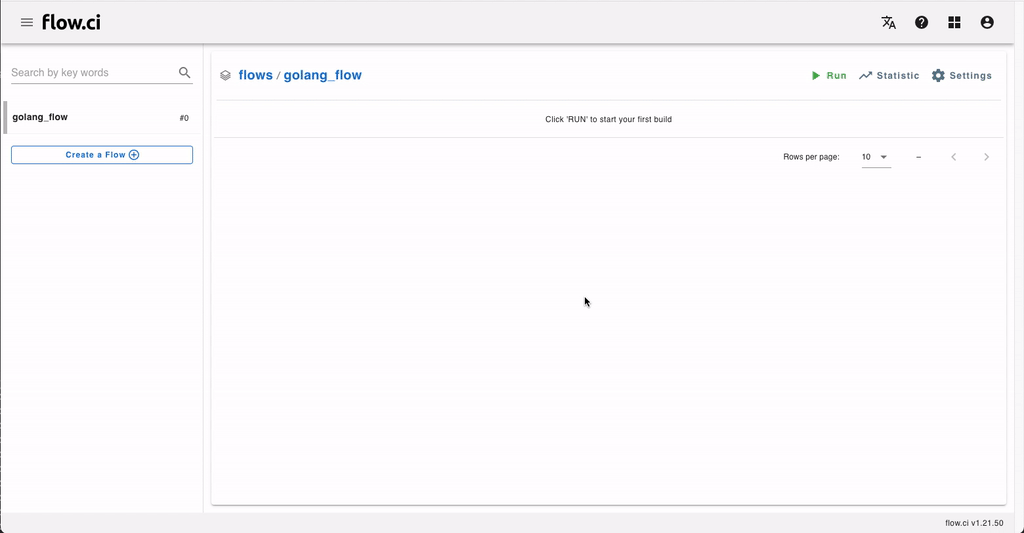 flow.ci
Search by key words
golang_flow #0
Create a Flow
flows / golang_flow
Run Statistic Settings
Click 'RUN' to start your first build
Rows per page: 10 –
flow.ci v1.21.50